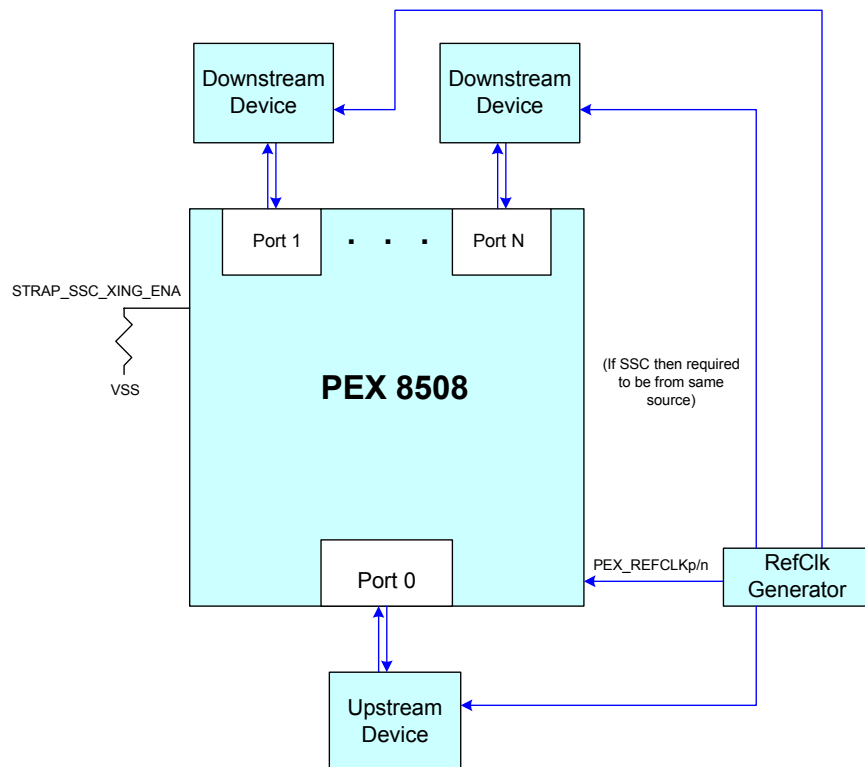 Downstream
Device
Downstream
Device
Port 1
. . .
Port N
STRAP_SSC_XING_ENA
VSS
PEX 8508
(If SSC then required
to be from same
source)
PEX_REFCLKp/n
RefClk
Generator
Port 0
Upstream
Device